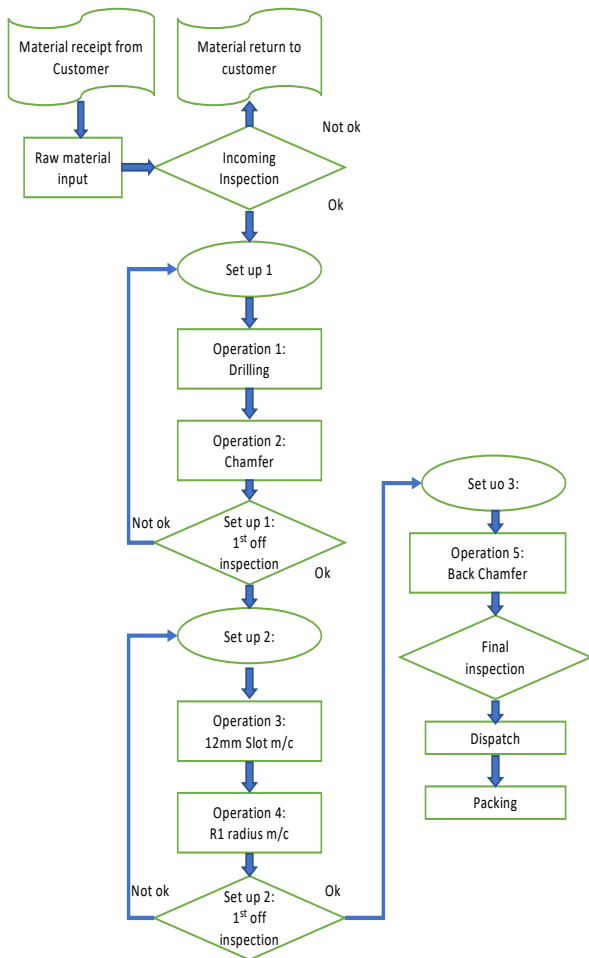 Material receipt from
Customer
Material return to
customer
Not ok
Raw material
input
Incoming
Inspection
Ok
Set up 1
Operation 1:
Drilling
Operation 2:
Chamfer
Not ok
Set up 1:
1st off
inspection
Ok
Set up 2:
Operation 3:
12mm Slot m/c
Operation 4:
R1 radius m/c
Not ok
Set up 2:
1st off
inspection
Ok
Set uo 3:
Operation 5:
Back Chamfer
Final
inspection
Dispatch
Packing